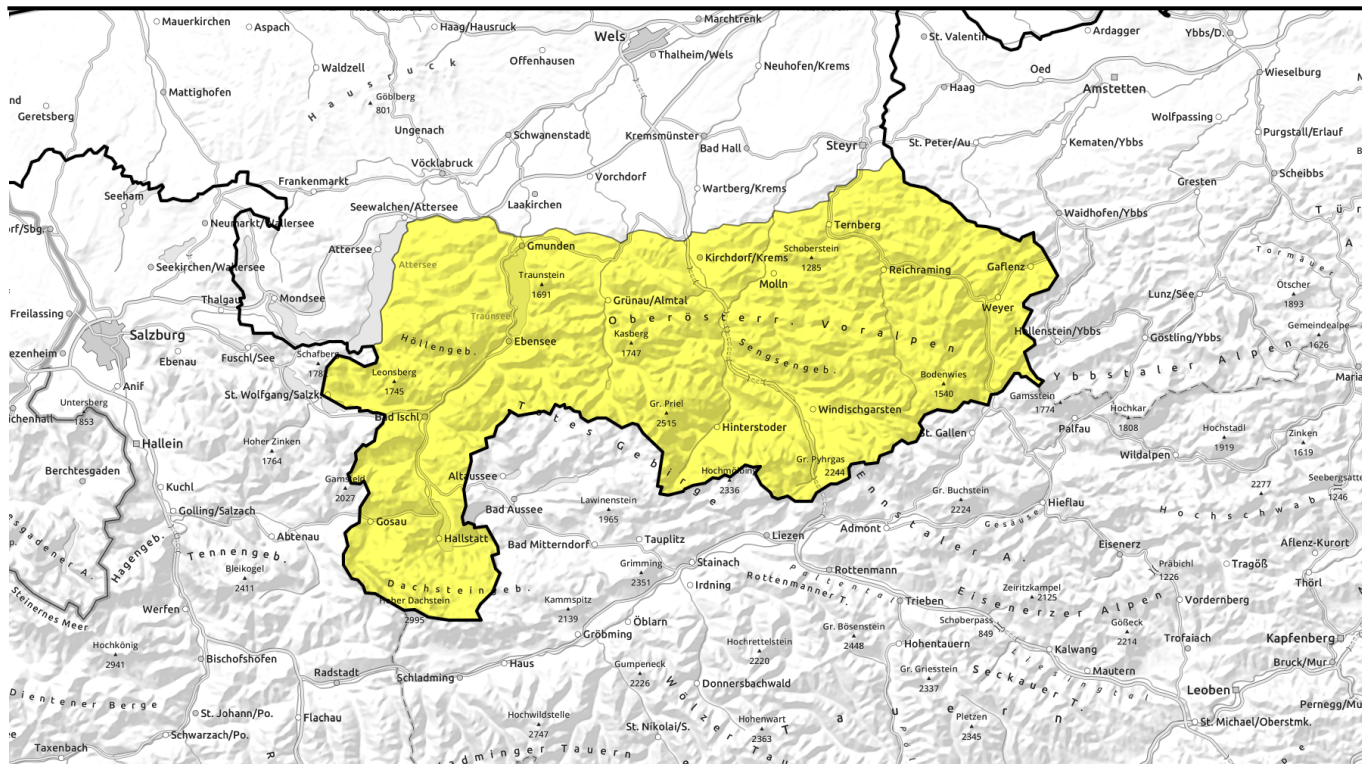 Mauerkirchen
Aspach
Haag/Hausruck
Marchtrenk
Wels
Thalheim/Wels
Offenhausen
Waldzell
Hausruck
Göblberg
801
Mattighofen
Geretsberg
Neuhofen/Krems
St. Valentin
Ardagger
Ybbs/D.
Oed
Wieselburg
Haag
Amstetten
Wolfpassing
Purgstall/Erlauf
Ungenach
Schwanenstadt
Kremsmünster
Bad Hall
Steyr
St. Peter/Au
Kematen/Ybbs
Scheibbs
Gresten
Vöcklabruck
Vorchdorf
Wartberg/Krems
Frankenmarkt
Seeham
Laakirchen
Seewalchen/Attersee
Neumarkt/Wallersee
Waidhofen/Ybbs
Ternberg
Attersee
Attersee
Gmunden
Kirchdorf/Krems
Schoberstein
1285
Reichraming
Gaflenz
Seekirchen/Wallersee
Thalgau
Mondsee
Traunstein
1691
Molln
Grünau/Almtal
Weyer
Lunz/See
Tormäuer
Ötscher
1893
Freilassing
Salzburg
Traunsee
Oberösterr. Voralpen
Kasberg
1747
Höllengeb.
Ebensee
Sengsengeb.
Hollenstein/Ybbs
Göstling/Ybbs
Gemeindealpe
1626
Ybbstaler Alpen
Ebenau
Fuschl/See
Schafberg
Leonsberg
1745
St. Wolfgang/Salzk
Bodenwies
1540
Gamsstein
1774
Anif
Untersberg
1853
Bad Ischl
Totes Gebirge
Gr. Priel
2515
Windischgarsten
Hinterstoder
St. Gallen
Palfau
Hochkar
1808
Hochstadl
1919
Zinken
1619
Wildalpen
Hallein
Hoher Zinken
1764
Berchtesgaden
Gamsfeld
2027
Altaussee
Hochmölbing
2336
Gr. Pyhrgas
2244
Ennstaler A.
Gr. Buchstein
2224
Hieflau
Gesäuse
2277
Seebergsattel
1246
Hochschwab
Kuchl
Golling/Salzach
Gosau
Bad Aussee
Lawinenstein
1965
Abtenau
Hallstatt
Bad Mitterndorf
Tauplitz
Liezen
Admont
Eisenerz
Präbichl
1226
Tragöß
Aflenz-Kurort
Thörl
Hagengeb.
Tennengeb.
Bleikogel
2411
Grimming
2351
Stainach
Irdning
Rottenmann
Rottenmanner T.
Paltental
Dachsteingeb.
Hoher Dachstein
2995
Kammspitz
2139
Öblarn
Trieben
Zeiritzkampel
2125
Eisenerzer Alpen
Vordernberg
Steinernes Meer
Werfen
Gröbming
Hochrettelstein
2220
Gr. Bösenstein
2448
Schoberpass
849
Hohentauern
Gößeck
2214
Trofaiach
Kapfenberg
Hochkönig
2941
Bischofshofen
Radstadt
Schladming
Haus
Gumpeneck
2226
Donnersbachwald
Gr. Griesstein
2337
Kalwang
Mautern
Liesingtal
Bruck/Mur
Dientener Berge
Seckauer T.
Leoben
St. Johann/Po.
Flachau
Hochwildstelle
2747
St. Nikolai/S.
Wölzer Tau
Hohenwart
2363
Tauern
Pletzen
2345
St. Michael/Oberstmk.
Pernegg/Mu
Schwarzach/Po.
Taxenbach
adminger Tauern